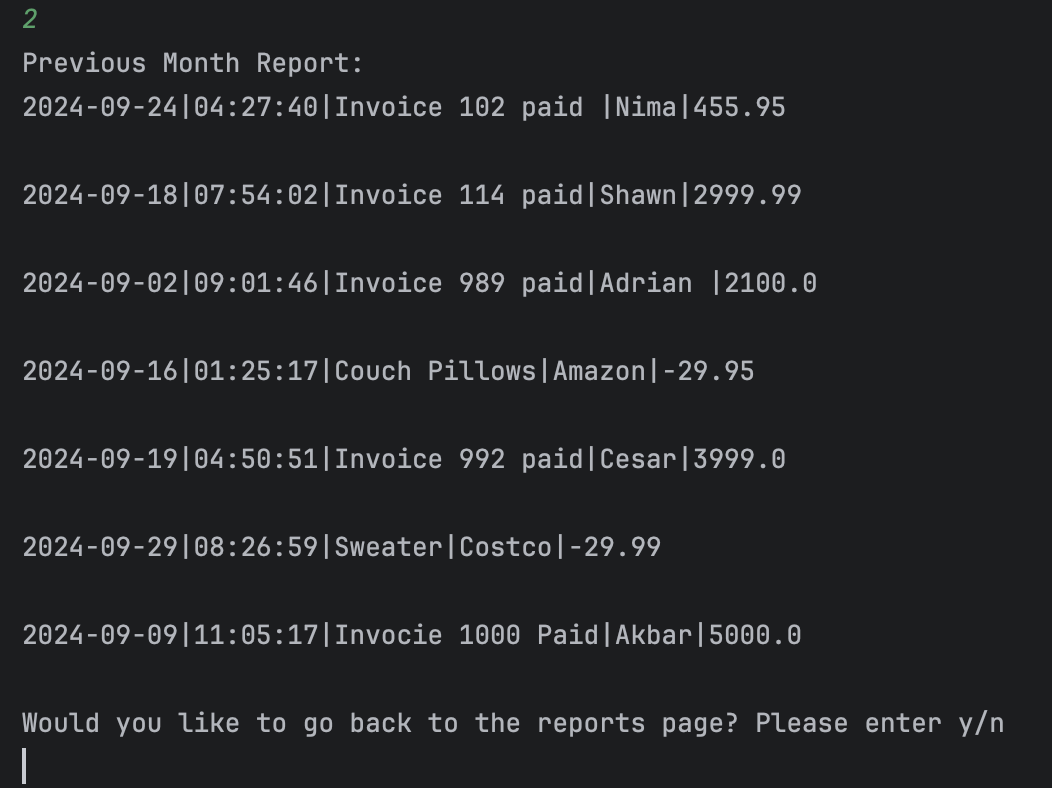 2
Previous Month Report:
2024-09-24|04:27:40|Invoice 102 paid |Nima|455.95
2024-09-18|07:54:02|Invoice 114 paid|Shawn|2999.99
2024-09-02|09:01:46|Invoice 989 paid|Adrian |2100.0
2024-09-16|01:25:17|Couch Pillows|Amazon|-29.95
2024-09-19|04:50:51|Invoice 992 paid|Cesar|3999.0
2024-09-29|08:26:59|Sweater|Costco|-29.99
2024-09-09|11:05:17|Invocie 1000 Paid|Akbar|5000.0
Would you like to go back to the reports page? Please enter y/n